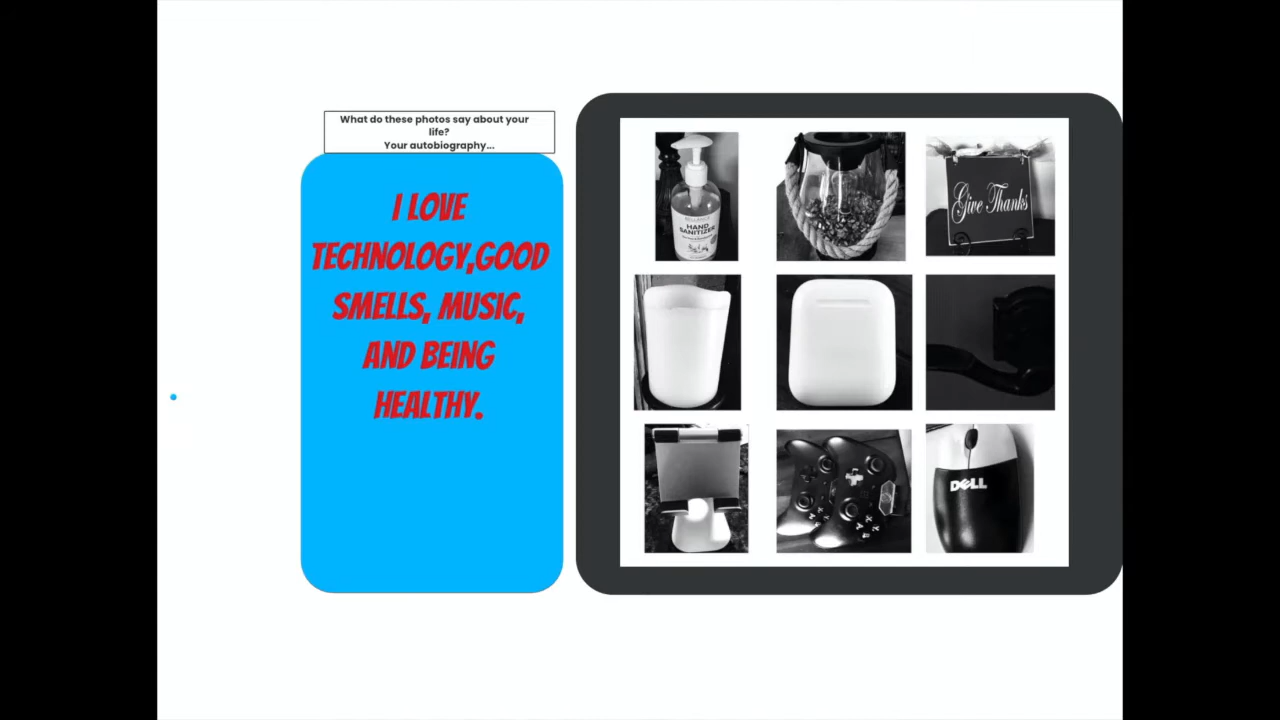 What do these photos say about your
life?
Your autobiography...
I LOVE
TECHNOLOGY,GOOD
SMELLS, MUSIC,
AND BEING
HEALTHY.
HAND
SANITIZER
Give Thanks
DELL